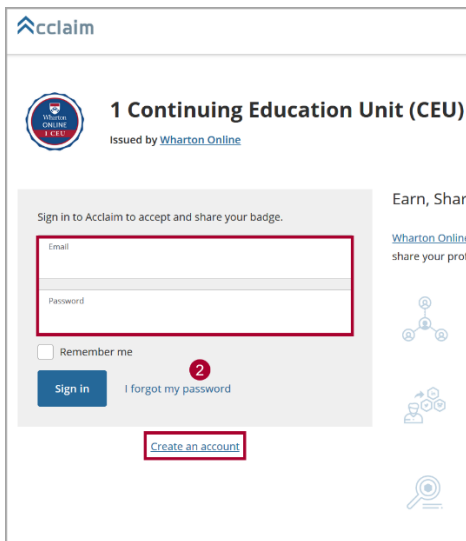 Acclaim
Wharton
ONLINE
1 CEU
1 Continuing Education Unit (CEU)
Issued by Wharton Online
Sign in to Acclaim to accept and share your badge.
Email
Password
Remember me
2
Sign in
I forgot my password
Create an account
Earn, Shar
Wharton Online
share your prof